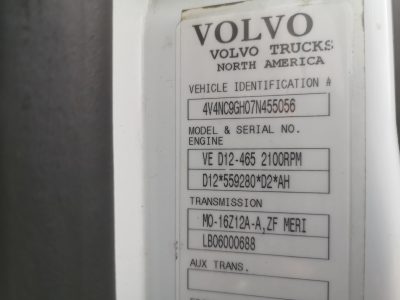 VOLVO
VOLVO TRUCKS
NORTH AMERICA
VEHICLE IDENTIFICATION #
4V4NC9GH07N455056
MODEL & SERIAL NO.
ENGINE
VE D12-465 2100RPM
D12*559280*D2*AH
TRANSMISSION
MO-16Z12A-A,ZF MERI
LB06000688
AUX TRANS.